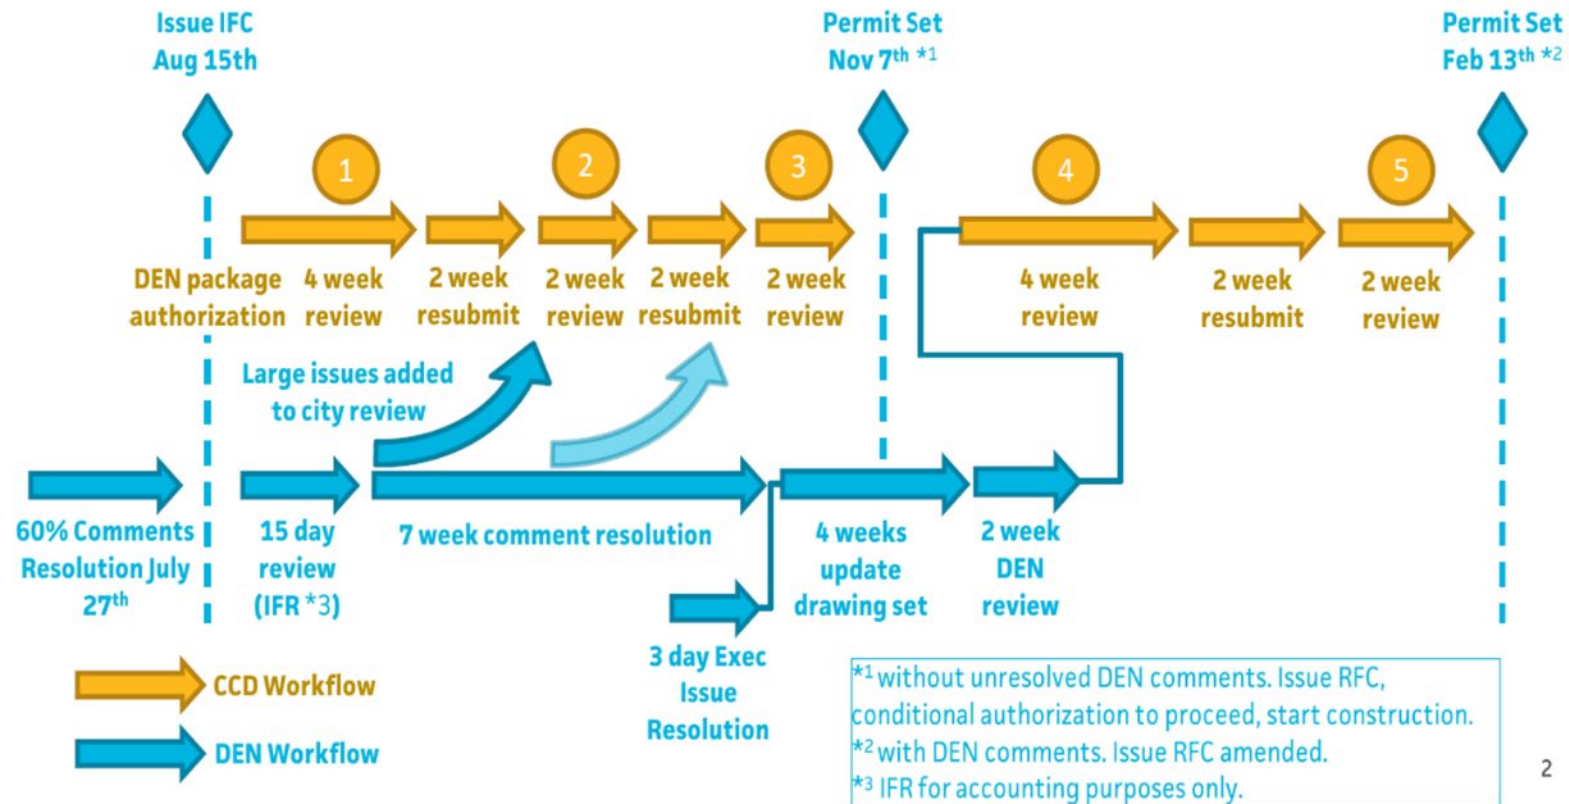 Issue IFC
Aug 15th
Permit Set
Nov 7th *1
Permit Set
Feb 13th *2
1
2
3
4
5
DEN package
authorization
4 week
review
2 week
resubmit
2 week
review
2 week
resubmit
2 week
review
4 week
review
2 week
resubmit
2 week
review
Large issues added
to city review
60% Comments
Resolution July
27th
15 day
review
(IFR *3)
7 week comment resolution
4 weeks
update
drawing set
2 week
DEN
review
3 day Exec
Issue
Resolution
CCD Workflow
DEN Workflow
*1 without unresolved DEN comments. Issue RFC,
conditional authorization to proceed, start construction.
*2 with DEN comments. Issue RFC amended.
*3 IFR for accounting purposes only.
2